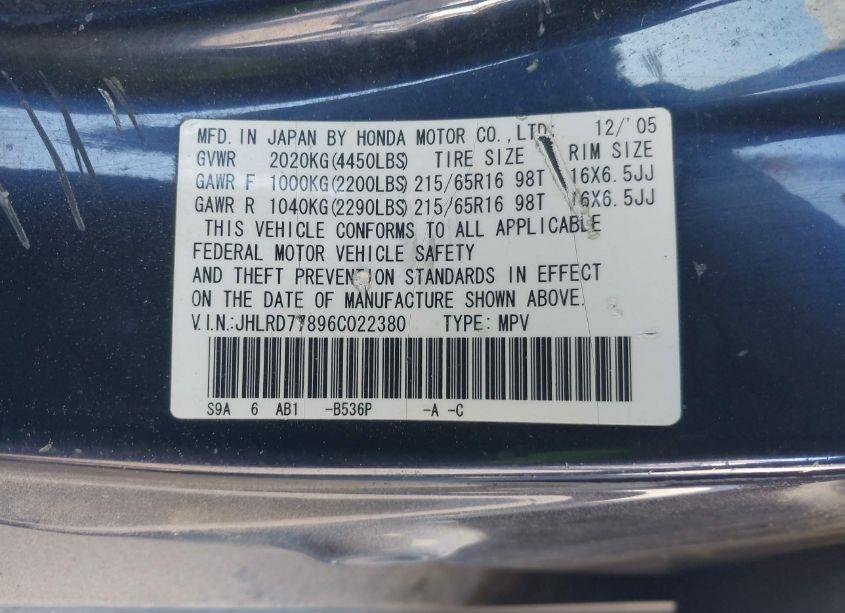 MFD. IN JAPAN BY HONDA MOTOR CO., LTD. 12/'05
GVWR 2020KG(4450LBS) TIRE SIZE RIM SIZE
GAWR F 1000KG(2200LBS) 215/65R16 98T 16X6.5JJ
GAWR R 1040KG(2290LBS) 215/65R16 98T 16X6.5JJ
THIS VEHICLE CONFORMS TO ALL APPLICABLE
FEDERAL MOTOR VEHICLE SAFETY
AND THEFT PREVENTION STANDARDS IN EFFECT
ON THE DATE OF MANUFACTURE SHOWN ABOVE.
V.I.N.:JHLRD77896C022380 TYPE: MPV
S9A 6 AB1 -B536P -A -C